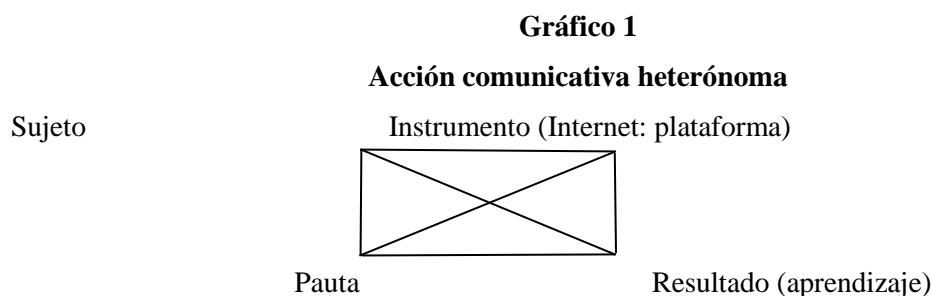 Gráfico 1
Acción comunicativa heterónoma
Sujeto Instrumento (Internet: plataforma)
Pauta Resultado (aprendizaje)